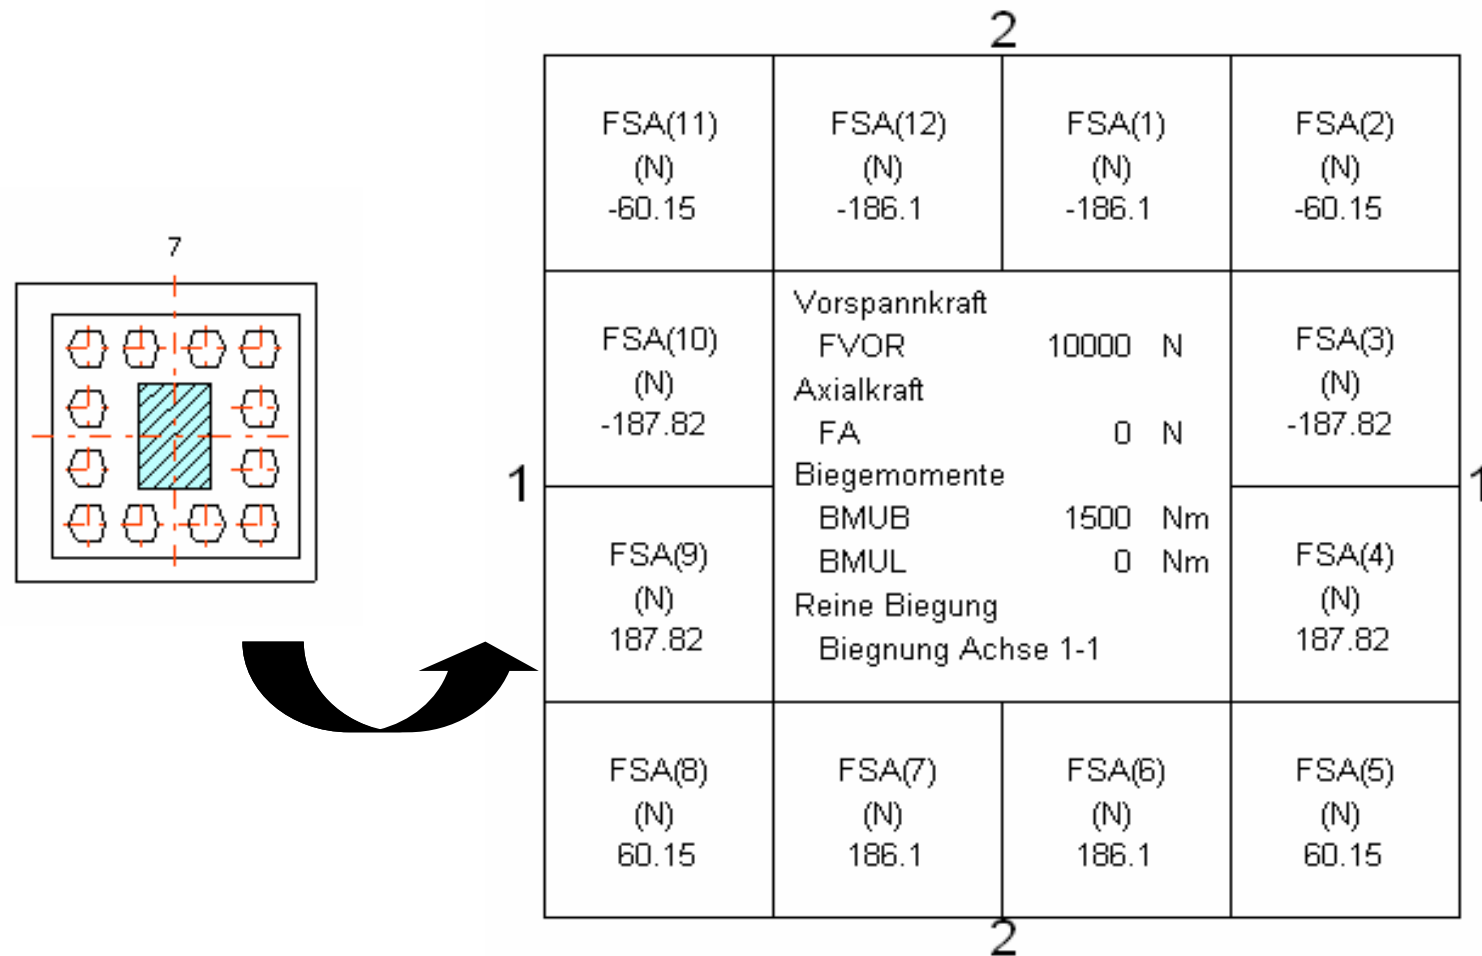 2
FSA(11)
(N)
-60.15
FSA(12)
(N)
-186.1
FSA(1)
(N)
-186.1
FSA(2)
(N)
-60.15
7
FSA(10)
(N)
-187.82
Vorspannkraft
FVOR 10000 N
Axialkraft
FA 0 N
Biegemomente
BMUB 1500 Nm
BMUL 0 Nm
Reine Biegung
Biegnung Achse 1-1
FSA(3)
(N)
-187.82
1
1
FSA(9)
(N)
187.82
FSA(4)
(N)
187.82
FSA(8)
(N)
60.15
FSA(7)
(N)
186.1
FSA(6)
(N)
186.1
FSA(5)
(N)
60.15
2